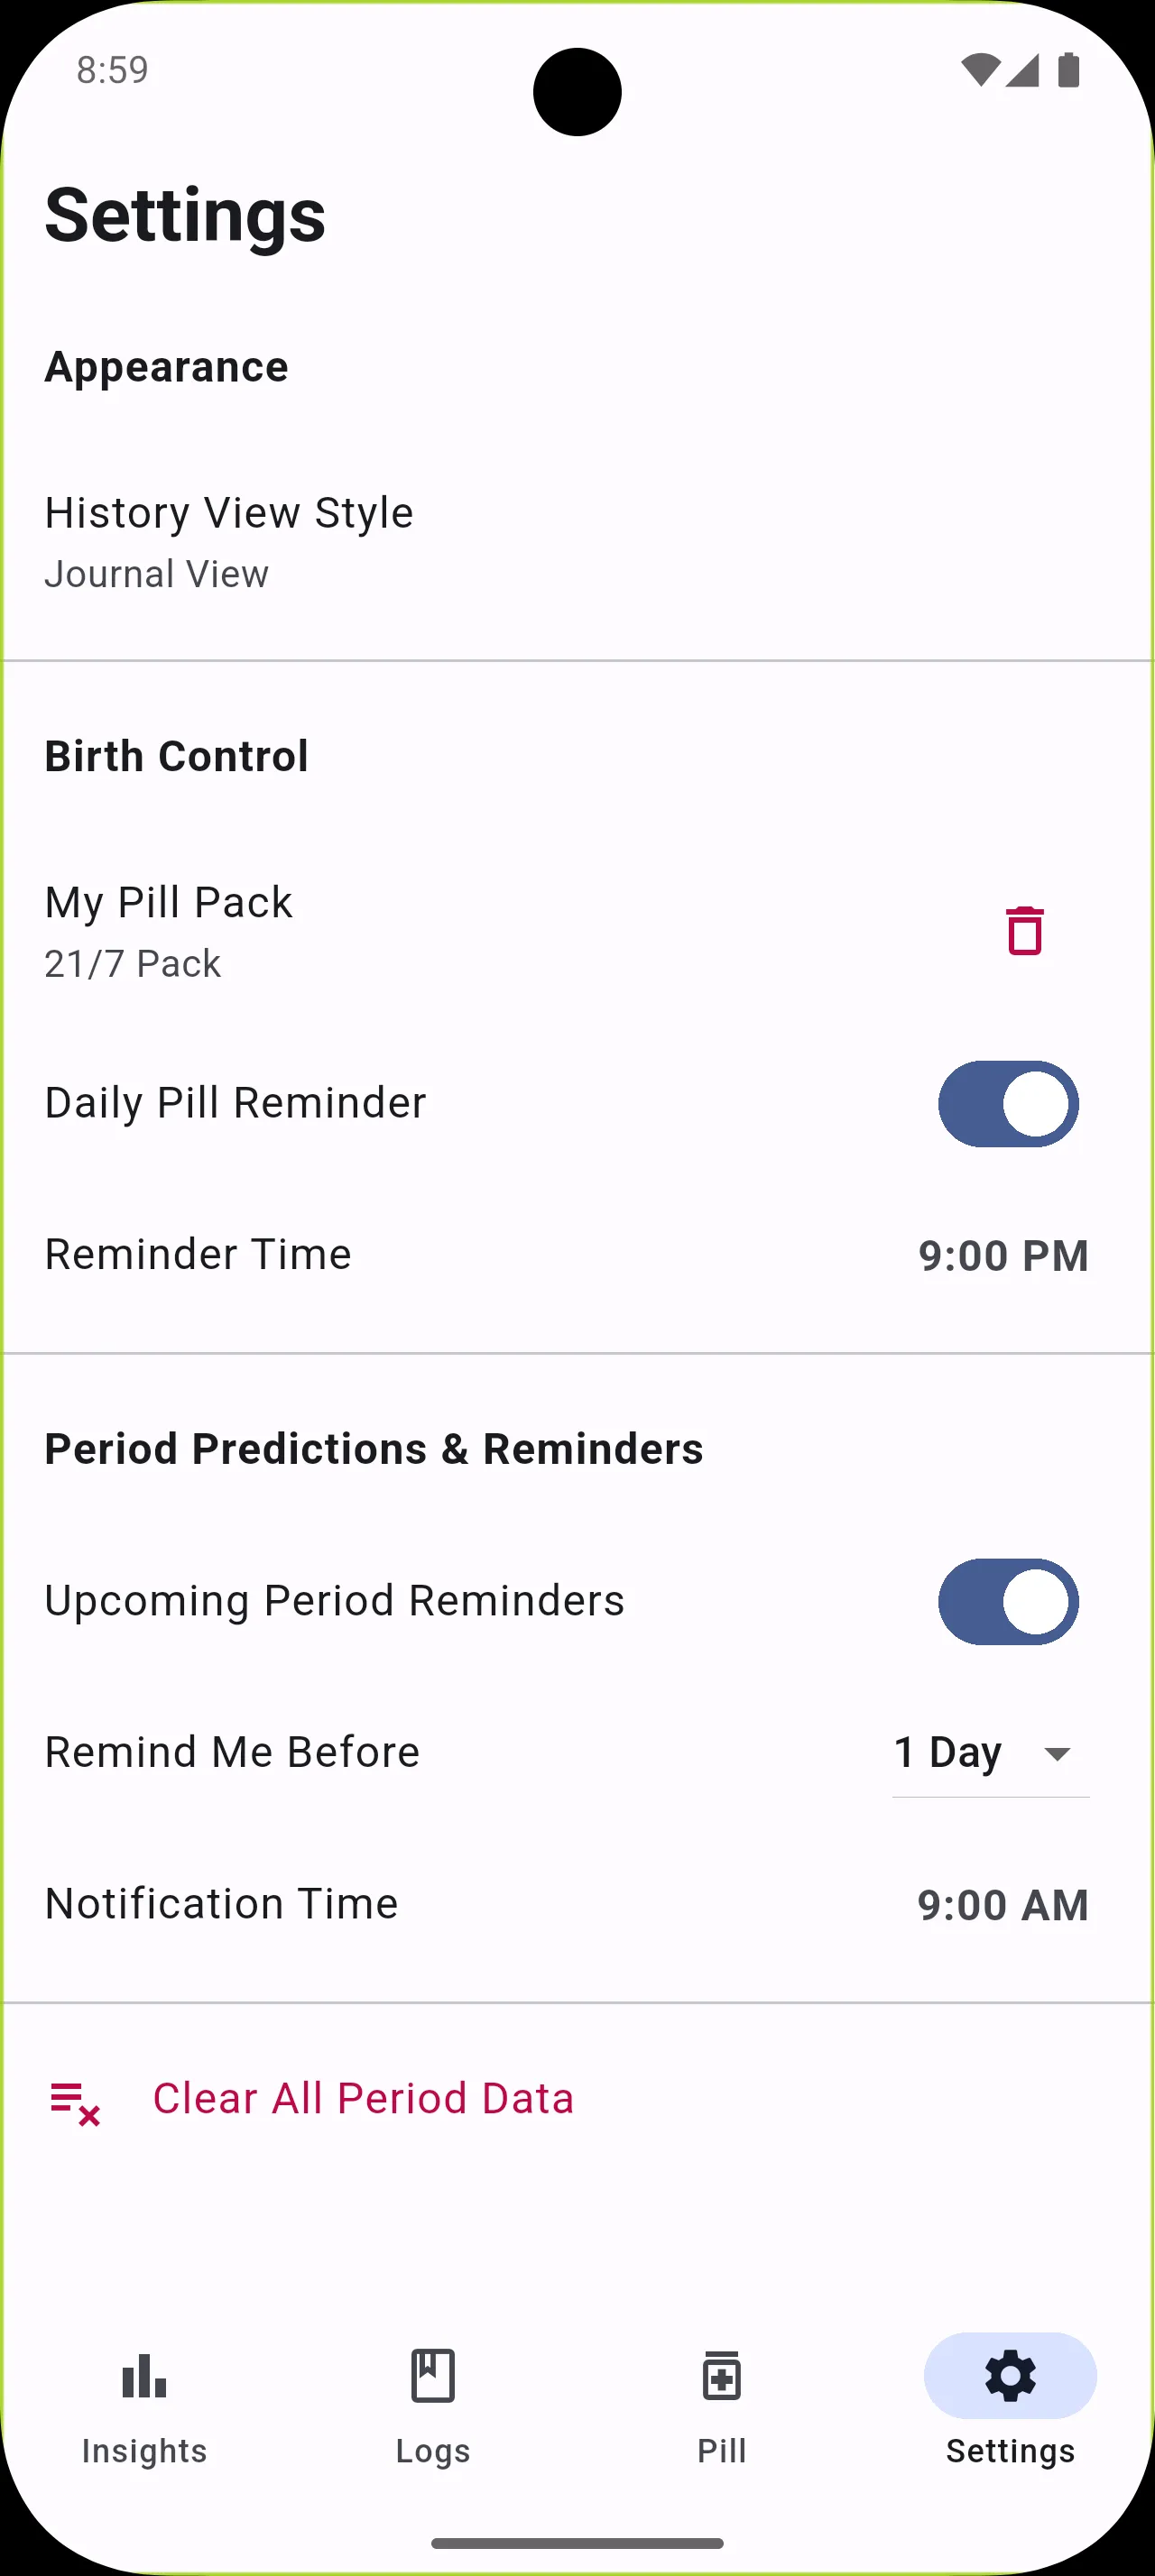 8:59
Settings
Appearance
History View Style
Journal View
Birth Control
My Pill Pack
21/7 Pack
Daily Pill Reminder
Reminder Time
9:00 PM
Period Predictions & Reminders
Upcoming Period Reminders
Remind Me Before
1 Day
Notification Time
9:00 AM
Clear All Period Data
Insights
Logs
Pill
Settings